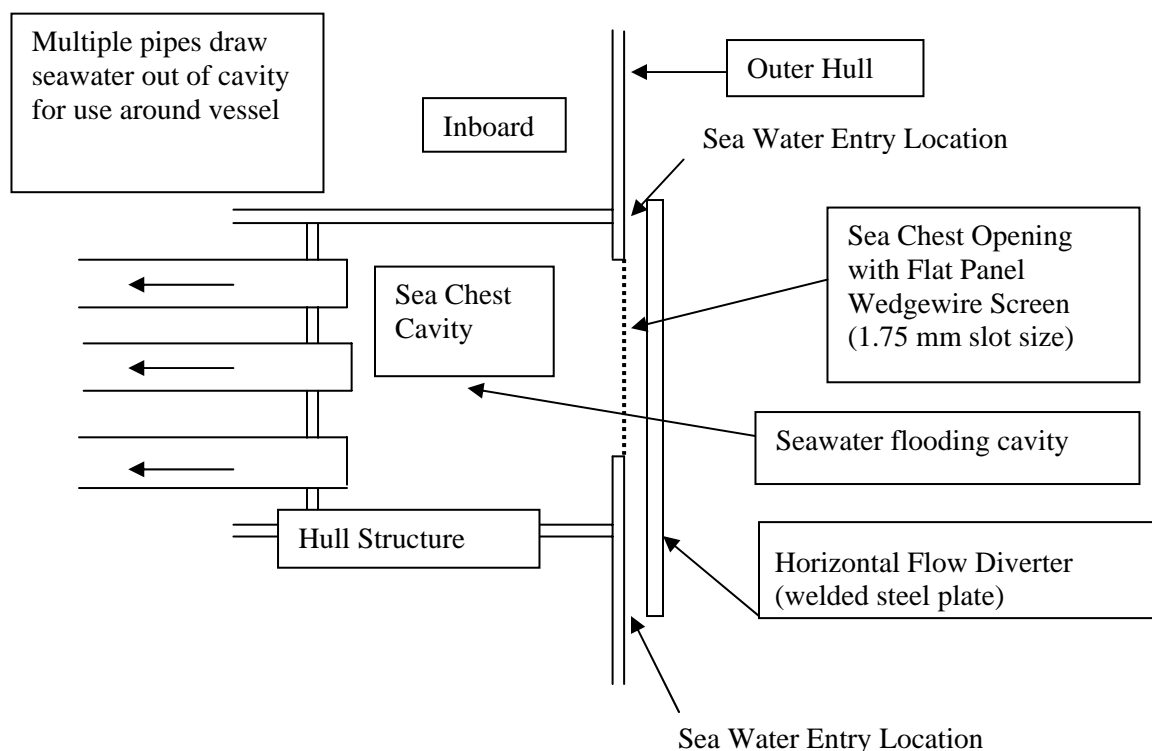 Multiple pipes draw
seawater out of cavity
for use around vessel
Inboard
Outer Hull
Sea Water Entry Location
Sea Chest Opening
with Flat Panel
Wedgewire Screen
(1.75 mm slot size)
Sea Chest
Cavity
Seawater flooding cavity
Hull Structure
Horizontal Flow Diverter
(welded steel plate)
Sea Water Entry Location